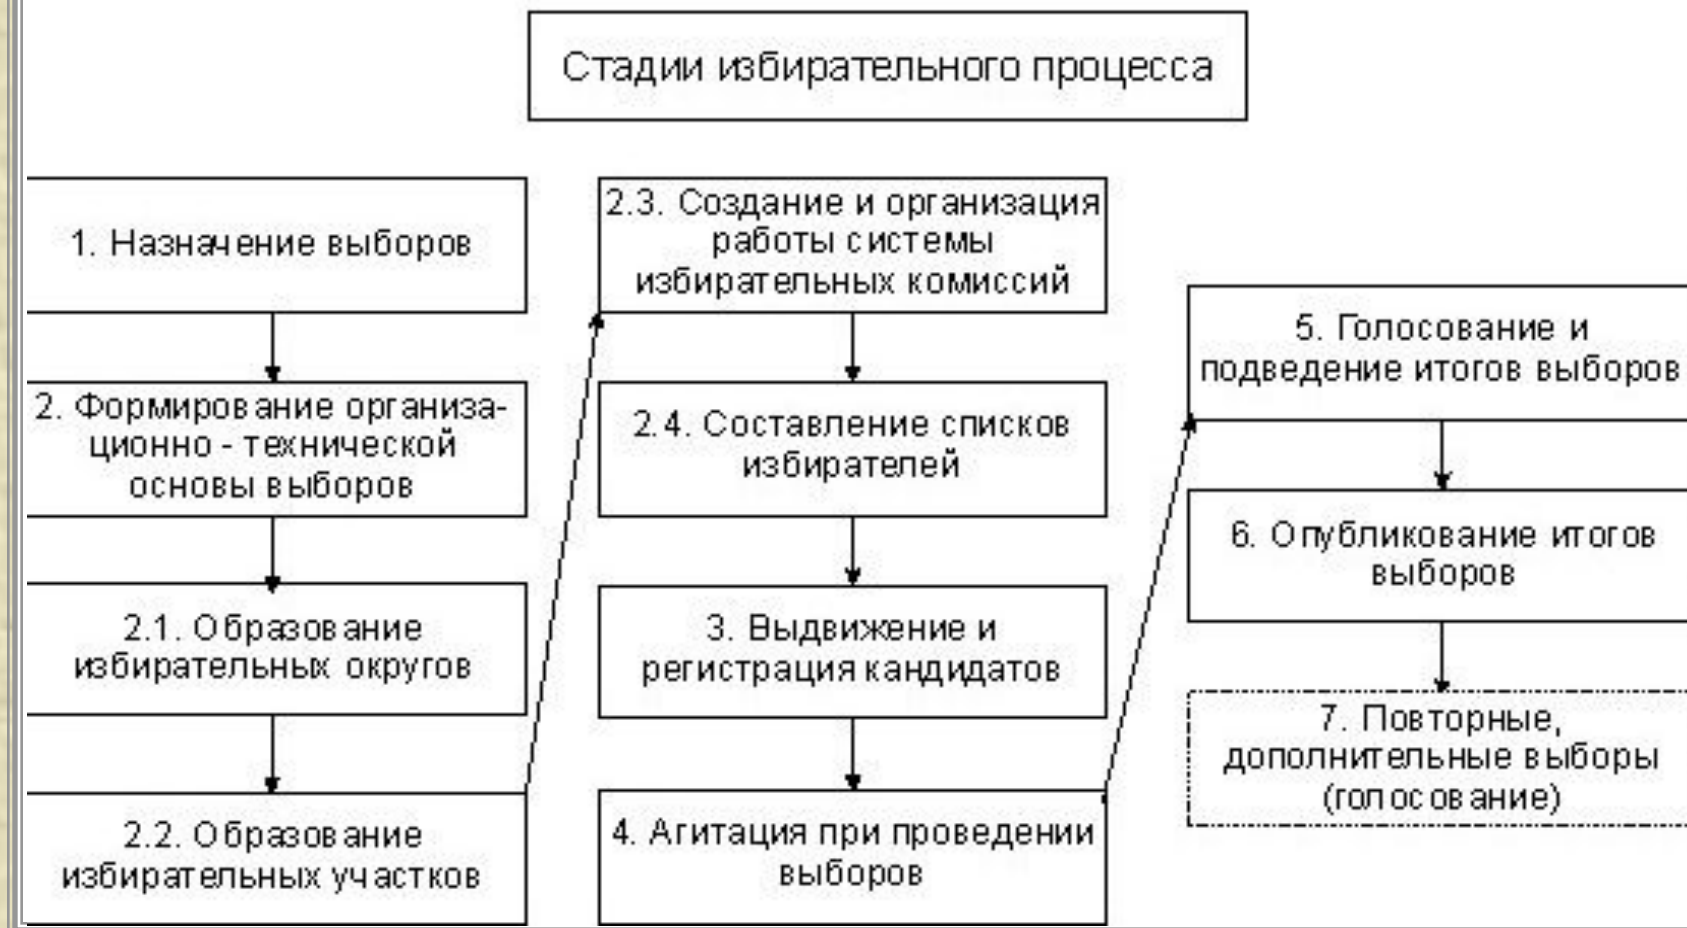 Стадии избирательного процесса
1. Назначение выборов
2. Формирование организа-
ционно - технической
основы выборов
2.1. Образование
избирательных округов
2.2. Образование
избирательных участков
2.3. Создание и организация
работы системы
избирательных комиссий
2.4. Составление списков
избирателей
3. Выдвижение и
регистрация кандидатов
4. Агитация при проведении
выборов
5. Голосование и
подведение итогов выборов
6. Опубликование итогов
выборов
7. Повторные,
дополнительные выборы
(голосование)